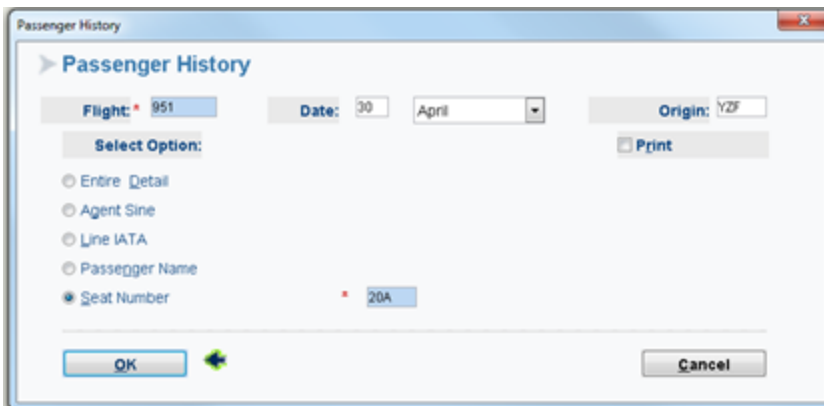 Passenger History
Passenger History
Flight: * 951 Date: 30 April Origin: YZF
Select Option: Print
Entire Detail
Agent Sine
Line IATA
Passenger Name
Seat Number * 20A
OK Cancel